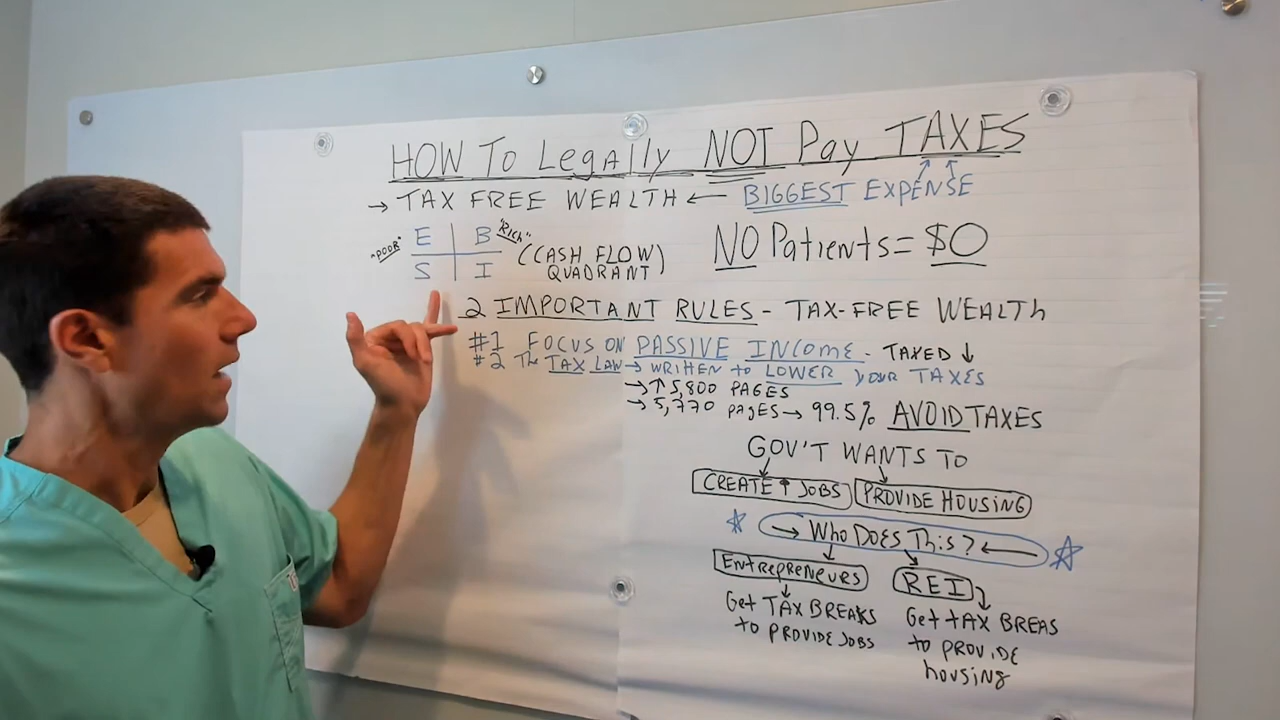 HOW To Legally NOT Pay TAXES
→ TAX FREE WEALTH ← BIGGEST EXPENSE
"POOR" E B "Rich" (CASH FLOW)
S I QUADRANT
NO Patients = $0
2 IMPORTANT RULES - TAX-FREE WEALTH
#1 FOCUS ON PASSIVE INCOME - TAXED ↓
#2 The TAX LAW → WRITTEN to LOWER YOUR TAXES
→ ↑ 5,800 PAGES
→ 5,770 PAgES → 99.5% AVOID TAXES
GOV'T WANTS TO
CREATE ↑ JOBS PROVIDE HOUSING
→ Who Does This? ←
ENTREPRENEURS REI
Get TAX BREAKS Get tAX BREAS
to PROVIDE JOBS to PROVIDE
housiNg